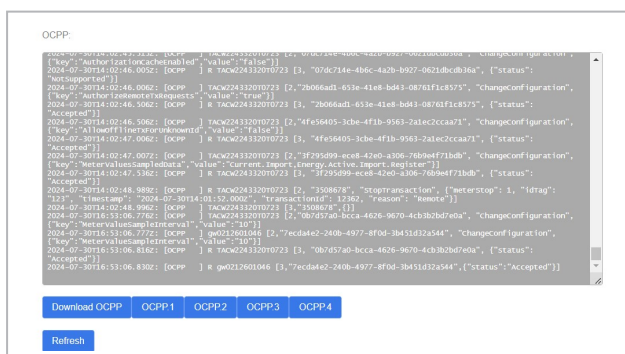 OCPP:
{"key":"AuthorizationCacheEnabled","value":"false"}]
2024-07-30T14:02:46.005Z: [OCPP    ] R TACW2243320T0723 [3, "07dc714e-4b6c-4a2b-b927-0621dbcdb36a", {"status":
"NotSupported"}]
2024-07-30T14:02:46.006Z: [OCPP    ] TACW2243320T0723 [2,"2b066ad1-653e-41e8-bd43-08761f1c8575", "ChangeConfiguration",
{"key":"AuthorizeRemoteTxRequests","value":"true"}]
2024-07-30T14:02:46.506Z: [OCPP    ] R TACW2243320T0723 [3, "2b066ad1-653e-41e8-bd43-08761f1c8575", {"status":
"Accepted"}]
2024-07-30T14:02:46.506Z: [OCPP    ] TACW2243320T0723 [2,"4fe56405-3cbe-4f1b-9563-2a1ec2ccaa71", "ChangeConfiguration",
{"key":"AllowOfflineTxForUnknownId","value":"false"}]
2024-07-30T14:02:47.006Z: [OCPP    ] R TACW2243320T0723 [3, "4fe56405-3cbe-4f1b-9563-2a1ec2ccaa71", {"status":
"Accepted"}]
2024-07-30T14:02:47.007Z: [OCPP    ] TACW2243320T0723 [2,"3f295d99-ece8-42e0-a306-76b9e4f71bdb", "ChangeConfiguration",
{"key":"MeterValuesSampledData","value":"Current.Import,Energy.Active.Import.Register"}]
2024-07-30T14:02:47.536Z: [OCPP    ] R TACW2243320T0723 [3, "3f295d99-ece8-42e0-a306-76b9e4f71bdb", {"status":
"Accepted"}]
2024-07-30T14:02:48.989Z: [OCPP    ] R TACW2243320T0723 [2, "3508678", "StopTransaction", {"meterStop": 1, "idTag":
"123", "timestamp": "2024-07-30T14:01:52.000Z", "transactionId": 12362, "reason": "Remote"}]
2024-07-30T14:02:48.996Z: [OCPP    ] TACW2243320T0723 [3,"3508678",{}]
2024-07-30T16:53:06.776Z: [OCPP    ] TACW2243320T0723 [2,"0b7d57a0-bcca-4626-9670-4cb3b2bd7e0a", "ChangeConfiguration",
{"key":"MeterValueSampleInterval","value":"10"}]
2024-07-30T16:53:06.777Z: [OCPP    ] gw0212601046 [2,"7ecda4e2-240b-4977-8f0d-3b451d32a544", "ChangeConfiguration",
{"key":"MeterValueSampleInterval","value":"10"}]
2024-07-30T16:53:06.816Z: [OCPP    ] R TACW2243320T0723 [3, "0b7d57a0-bcca-4626-9670-4cb3b2bd7e0a", {"status":
"Accepted"}]
2024-07-30T16:53:06.830Z: [OCPP    ] R gw0212601046 [3,"7ecda4e2-240b-4977-8f0d-3b451d32a544",{"status":"Accepted"}]
Download OCPP OCPP.1 OCPP.2 OCPP.3 OCPP.4
Refresh